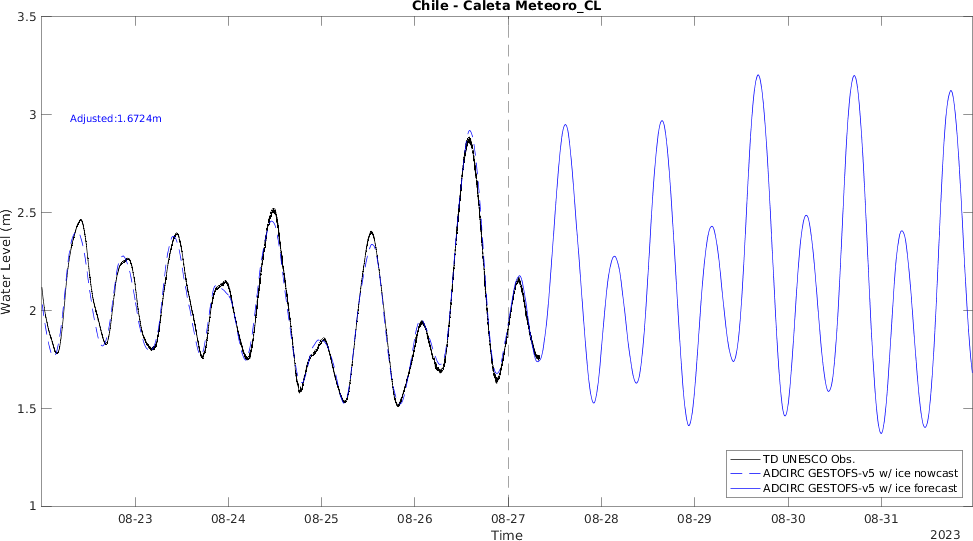 Chile - Caleta Meteoro_CL
3.5
3
2.5
2
1.5
1
Water Level (m)
Adjusted:1.6724m
TD UNESCO Obs.
ADCIRC GESTOFS-v5 w/ ice nowcast
ADCIRC GESTOFS-v5 w/ ice forecast
08-23 08-24 08-25 08-26 08-27 08-28 08-29 08-30 08-31
Time
2023